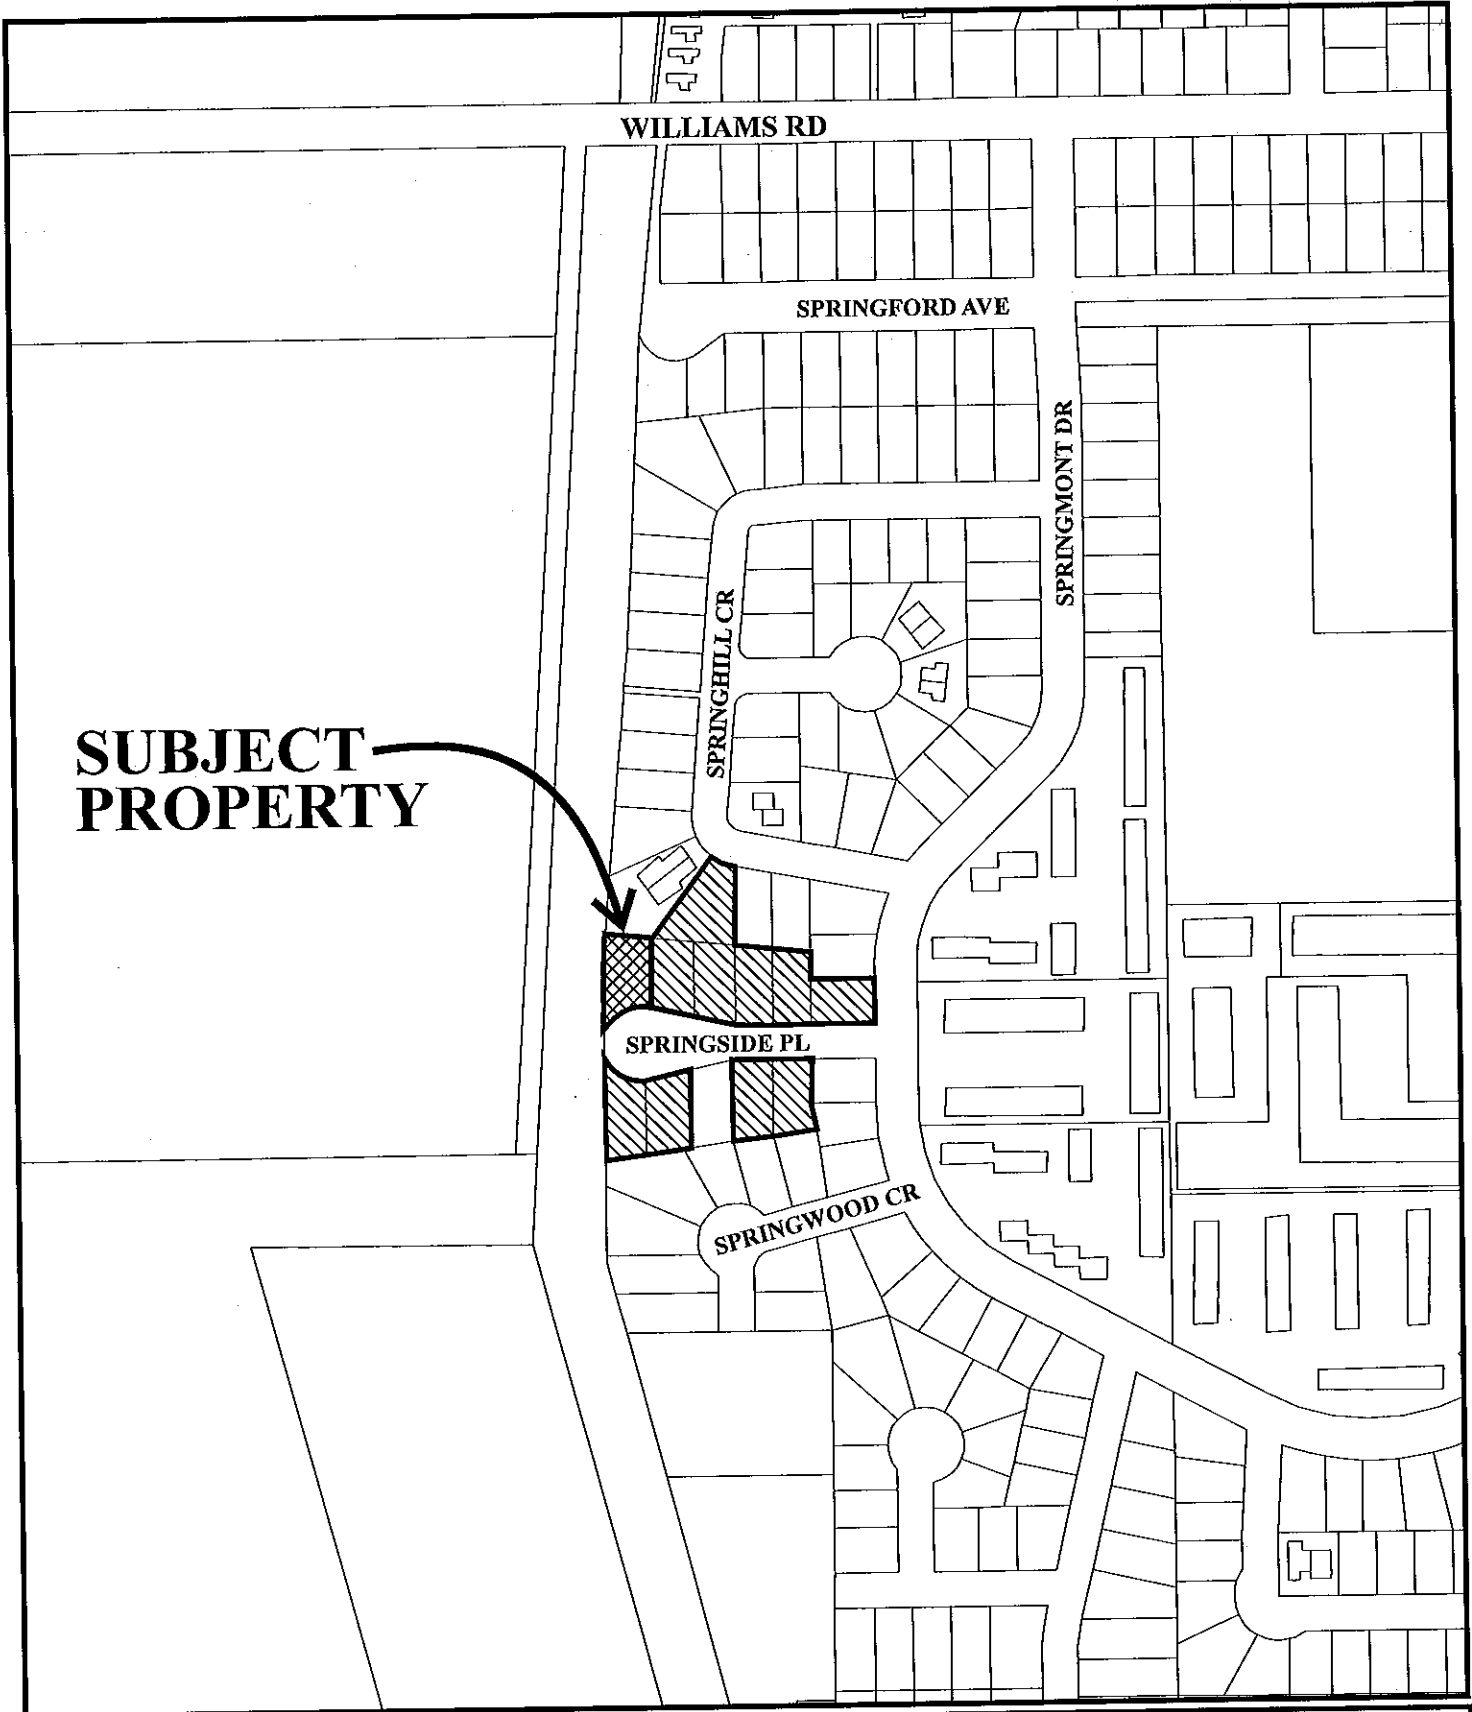 WILLIAMS RD
SPRINGFORD AVE
SPRINGMONT DR
SPRINGHILL CR
SUBJECT
PROPERTY
SPRINGSIDE PL
SPRINGWOOD CR